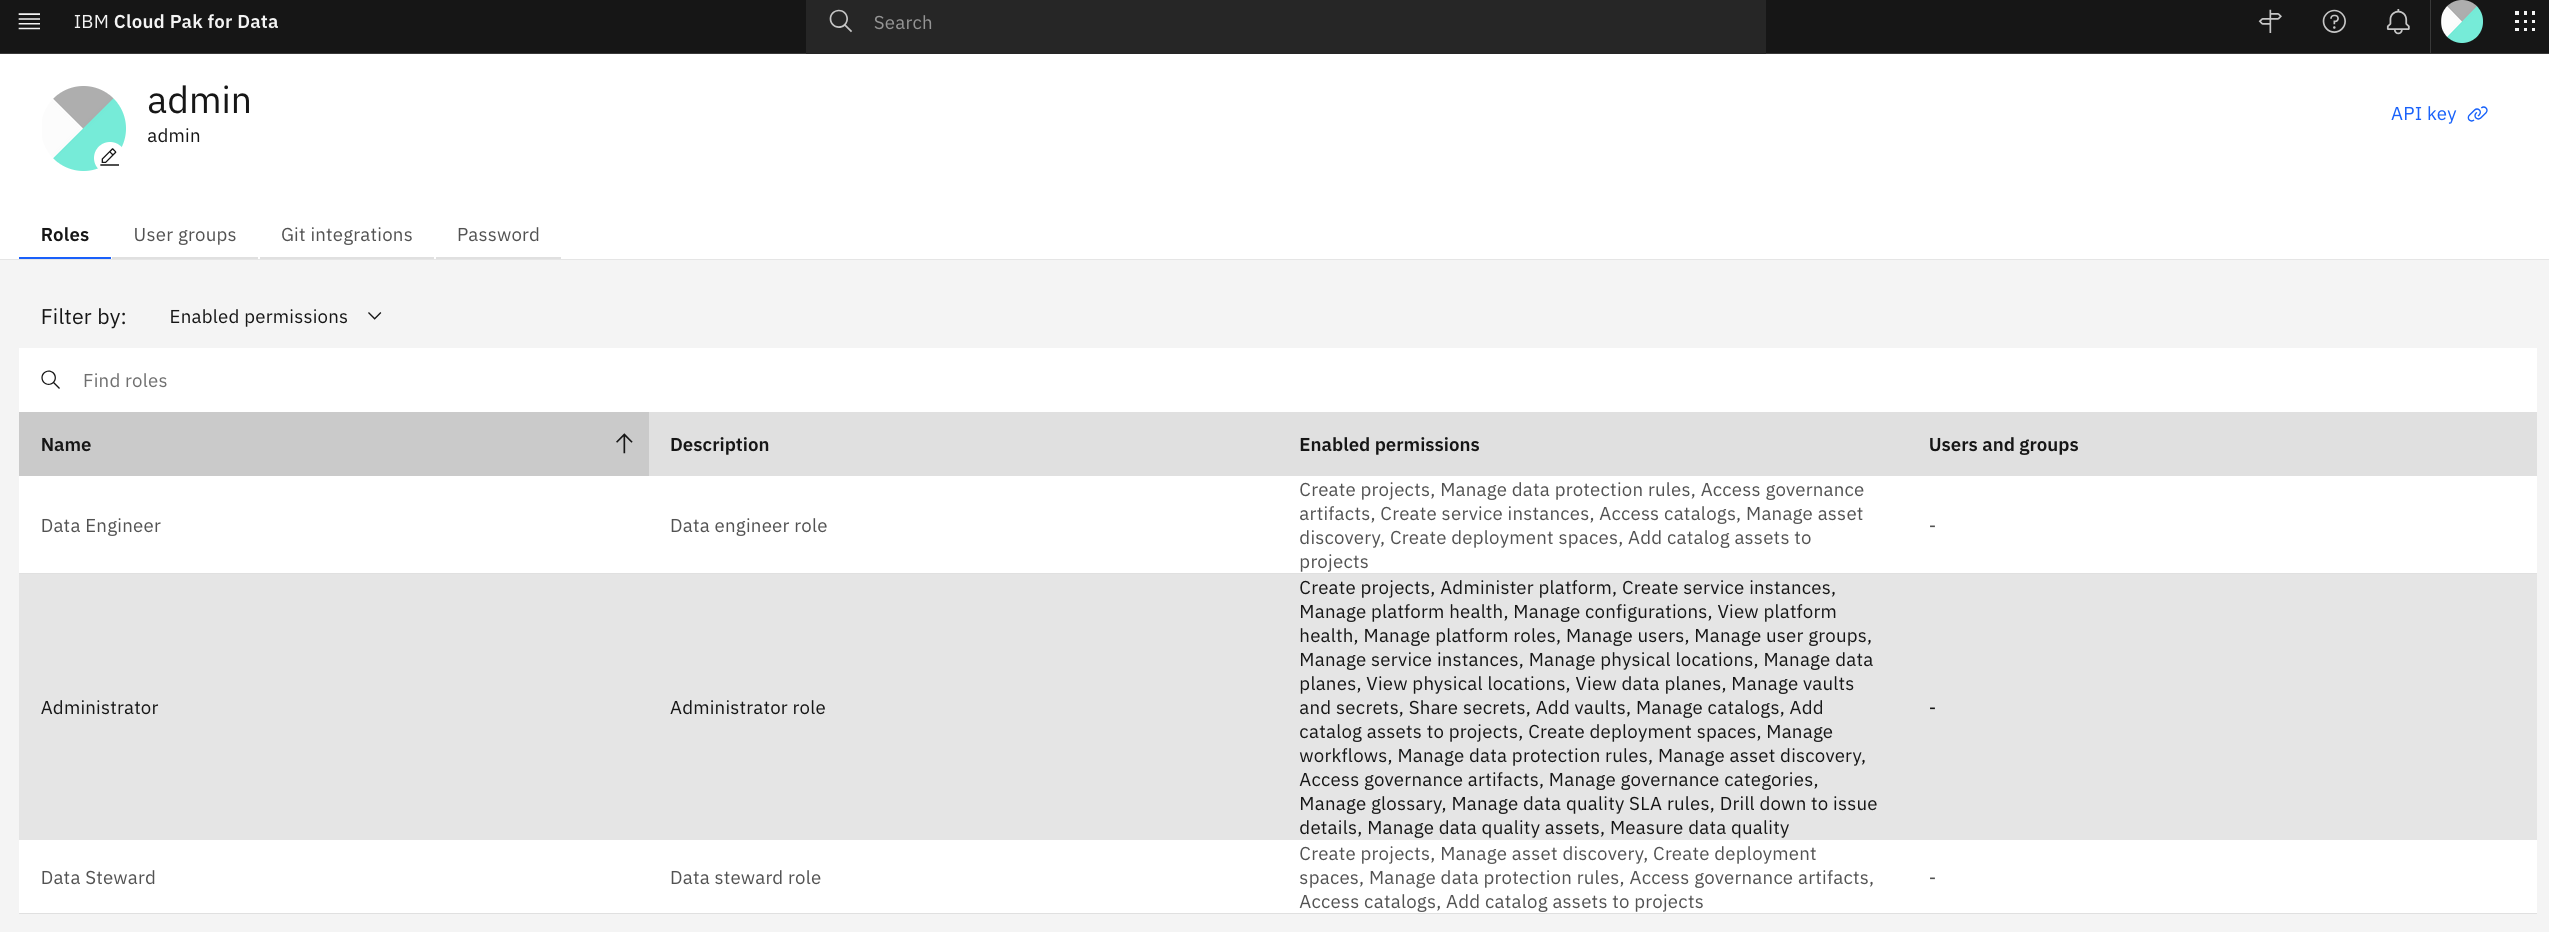 IBM Cloud Pak for Data
Search
admin
admin
API key
Roles
User groups
Git integrations
Password
Filter by:
Enabled permissions
Find roles
Name
Description
Enabled permissions
Users and groups
Data Engineer
Data engineer role
Create projects, Manage data protection rules, Access governance
artifacts, Create service instances, Access catalogs, Manage asset
discovery, Create deployment spaces, Add catalog assets to
projects
-
Administrator
Administrator role
Create projects, Administer platform, Create service instances,
Manage platform health, Manage configurations, View platform
health, Manage platform roles, Manage users, Manage user groups,
Manage service instances, Manage physical locations, Manage data
planes, View physical locations, View data planes, Manage vaults
and secrets, Share secrets, Add vaults, Manage catalogs, Add
catalog assets to projects, Create deployment spaces, Manage
workflows, Manage data protection rules, Manage asset discovery,
Access governance artifacts, Manage governance categories,
Manage glossary, Manage data quality SLA rules, Drill down to issue
details, Manage data quality assets, Measure data quality
-
Data Steward
Data steward role
Create projects, Manage asset discovery, Create deployment
spaces, Manage data protection rules, Access governance artifacts,
Access catalogs, Add catalog assets to projects
-